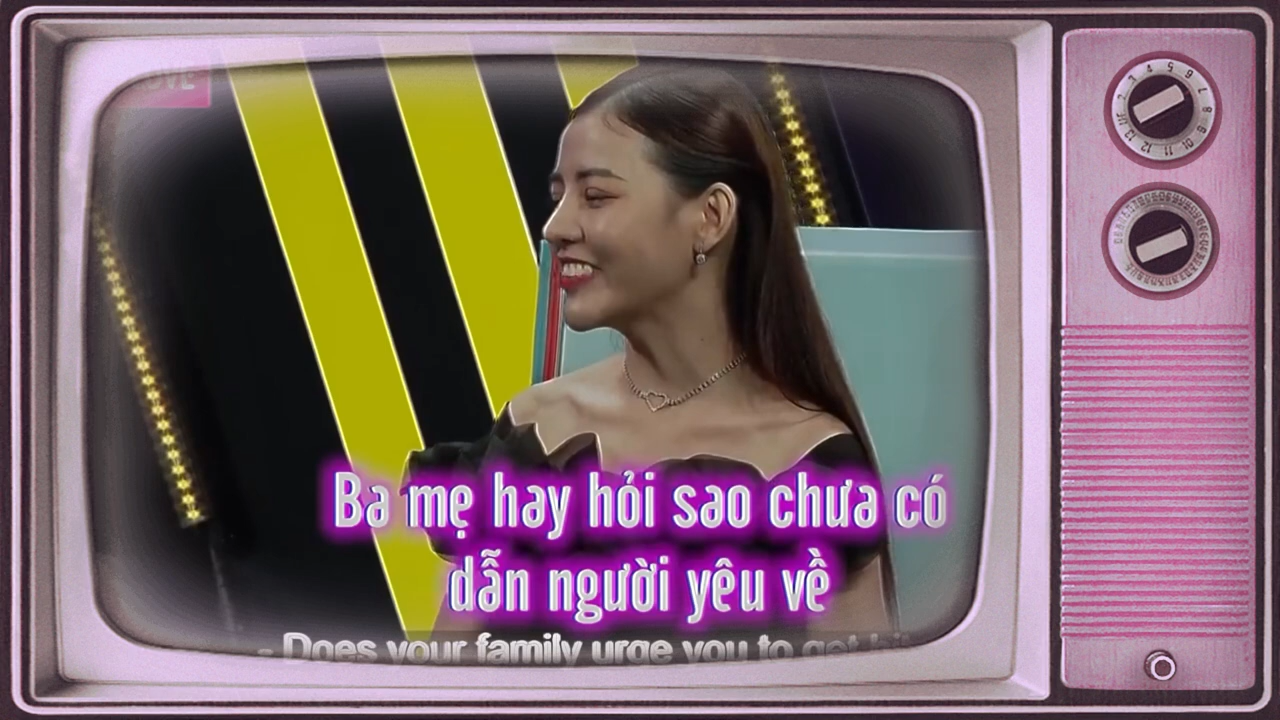 Ba mẹ hay hỏi sao chưa có
dẫn người yêu về
- Does your family urge you to get